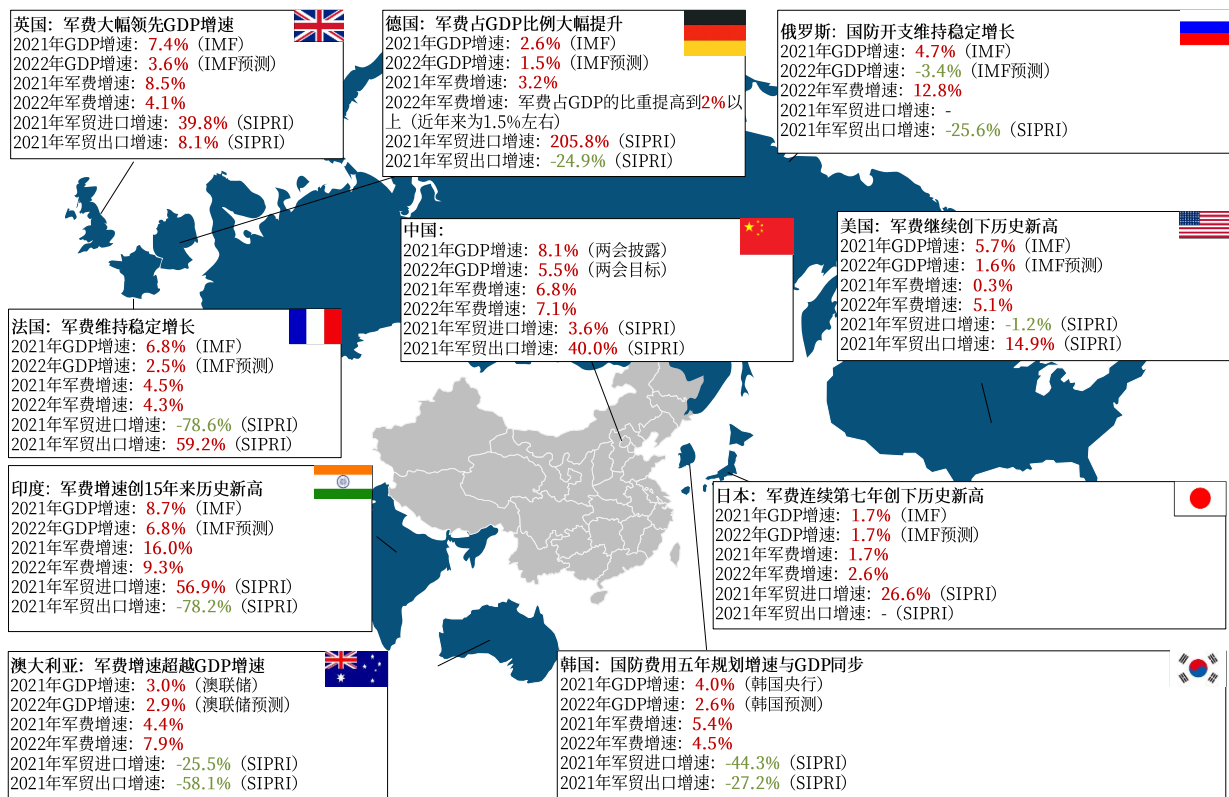 英国：军费大幅领先GDP增速
2021年GDP增速：7.4%（IMF）
2022年GDP增速：3.6%（IMF预测）
2021年军费增速：8.5%
2022年军费增速：4.1%
2021年军贸进口增速：39.8%（SIPRI）
2021年军贸出口增速：8.1%（SIPRI）
德国：军费占GDP比例大幅提升
2021年GDP增速：2.6%（IMF）
2022年GDP增速：1.5%（IMF预测）
2021年军费增速：3.2%
2022年军费增速：军费占GDP的比重提高到2%以
上（近年来为1.5%左右）
2021年军贸进口增速：205.8%（SIPRI）
2021年军贸出口增速：-24.9%（SIPRI）
俄罗斯：国防开支维持稳定增长
2021年GDP增速：4.7%（IMF）
2022年GDP增速：-3.4%（IMF预测）
2022年军费增速：12.8%
2021年军贸进口增速：-
2021年军贸出口增速：-25.6%（SIPRI）
中国：
2021年GDP增速：8.1%（两会披露）
2022年GDP增速：5.5%（两会目标）
2021年军费增速：6.8%
2022年军费增速：7.1%
2021年军贸进口增速：3.6%（SIPRI）
2021年军贸出口增速：40.0%（SIPRI）
美国：军费继续创下历史新高
2021年GDP增速：5.7%（IMF）
2022年GDP增速：1.6%（IMF预测）
2021年军费增速：0.3%
2022年军费增速：5.1%
2021年军贸进口增速：-1.2%（SIPRI）
2021年军贸出口增速：14.9%（SIPRI）
法国：军费维持稳定增长
2021年GDP增速：6.8%（IMF）
2022年GDP增速：2.5%（IMF预测）
2021年军费增速：4.5%
2022年军费增速：4.3%
2021年军贸进口增速：-78.6%（SIPRI）
2021年军贸出口增速：59.2%（SIPRI）
印度：军费增速创15年来历史新高
2021年GDP增速：8.7%（IMF）
2022年GDP增速：6.8%（IMF预测）
2021年军费增速：16.0%
2022年军费增速：9.3%
2021年军贸进口增速：56.9%（SIPRI）
2021年军贸出口增速：-78.2%（SIPRI）
日本：军费连续第七年创下历史新高
2021年GDP增速：1.7%（IMF）
2022年GDP增速：1.7%（IMF预测）
2021年军费增速：1.7%
2022年军费增速：2.6%
2021年军贸进口增速：26.6%（SIPRI）
2021年军贸出口增速：-（SIPRI）
澳大利亚：军费增速超越GDP增速
2021年GDP增速：3.0%（澳联储）
2022年GDP增速：2.9%（澳联储预测）
2021年军费增速：4.4%
2022年军费增速：7.9%
2021年军贸进口增速：-25.5%（SIPRI）
2021年军贸出口增速：-58.1%（SIPRI）
韩国：国防费用五年规划增速与GDP同步
2021年GDP增速：4.0%（韩国央行）
2022年GDP增速：2.6%（韩国预测）
2021年军费增速：5.4%
2022年军费增速：4.5%
2021年军贸进口增速：-44.3%（SIPRI）
2021年军贸出口增速：-27.2%（SIPRI）